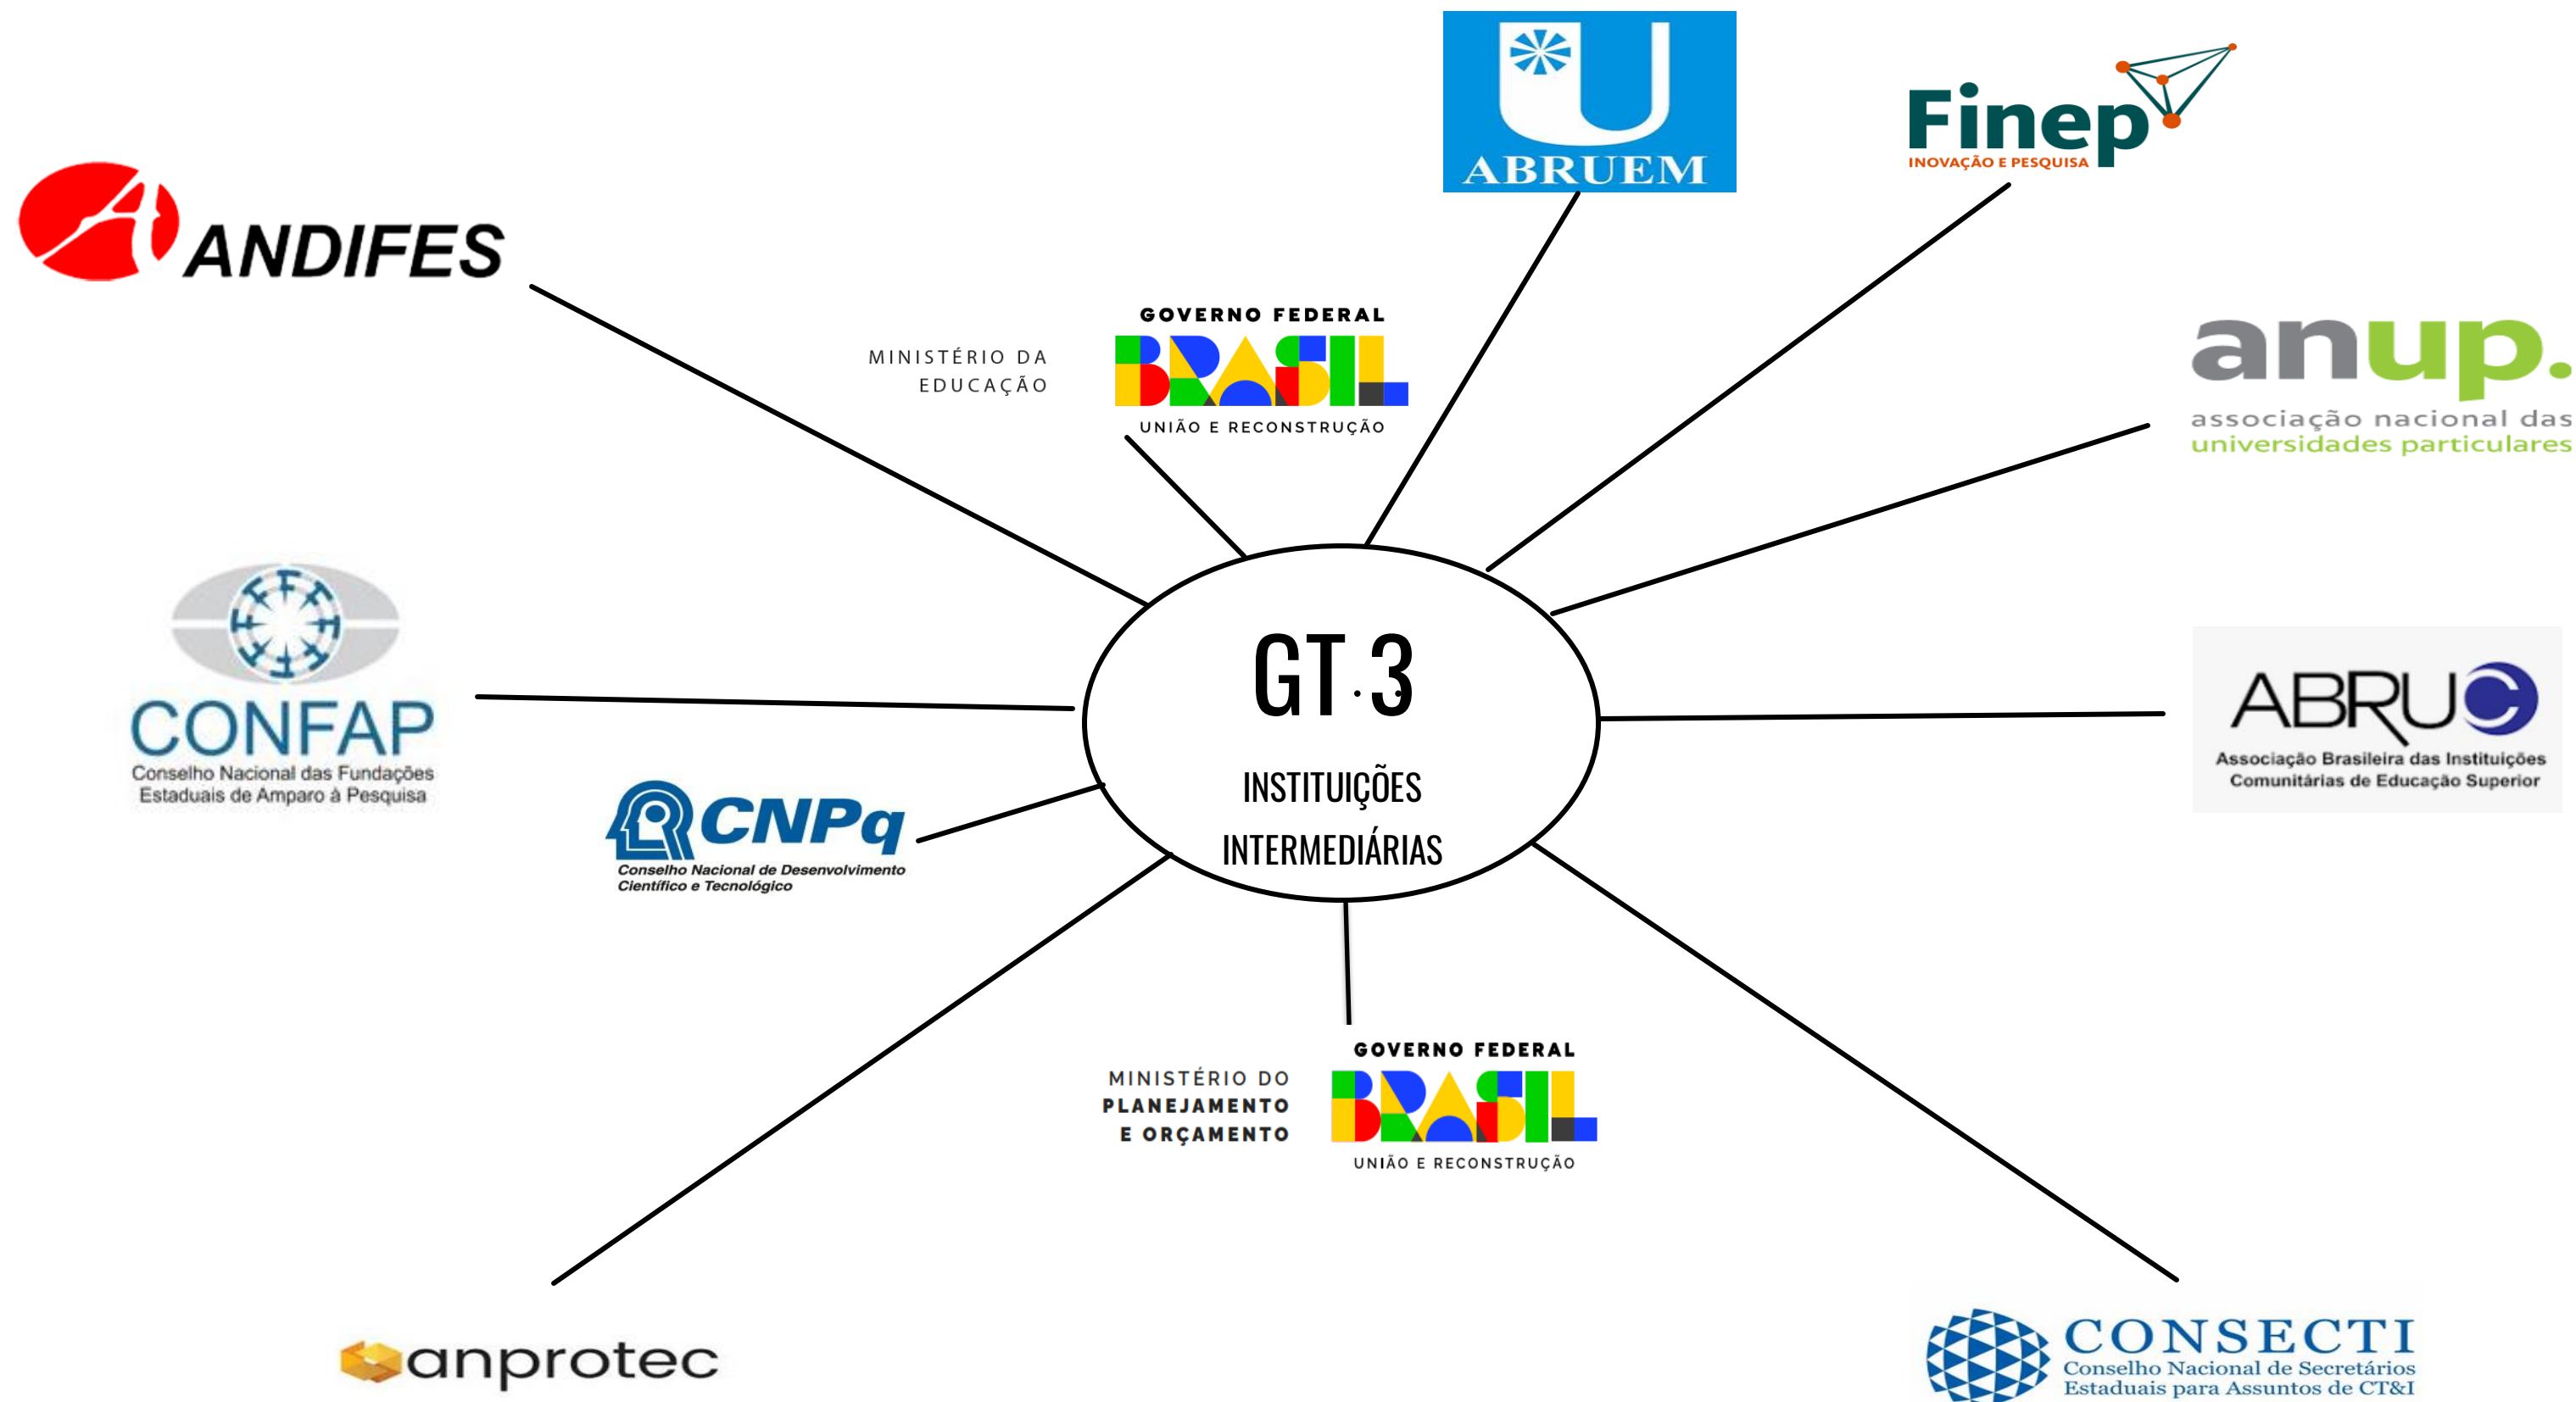 ABRUEM
Finep
INOVAÇÃO E PESQUISA
ANDIFES
MINISTÉRIO DA
EDUCAÇÃO
GOVERNO FEDERAL
BRASIL
UNIÃO E RECONSTRUÇÃO
anup.
associação nacional das
universidades particulares
CONFAP
Conselho Nacional das Fundações
Estaduais de Amparo à Pesquisa
CNPq
Conselho Nacional de Desenvolvimento
Científico e Tecnológico
GT 3
INSTITUIÇÕES
INTERMEDIÁRIAS
ABRUC
Associação Brasileira das Instituições
Comunitárias de Educação Superior
MINISTÉRIO DO
PLANEJAMENTO
E ORÇAMENTO
GOVERNO FEDERAL
BRASIL
UNIÃO E RECONSTRUÇÃO
anprotec
CONSECTI
Conselho Nacional de Secretários
Estaduais para Assuntos de CT&I